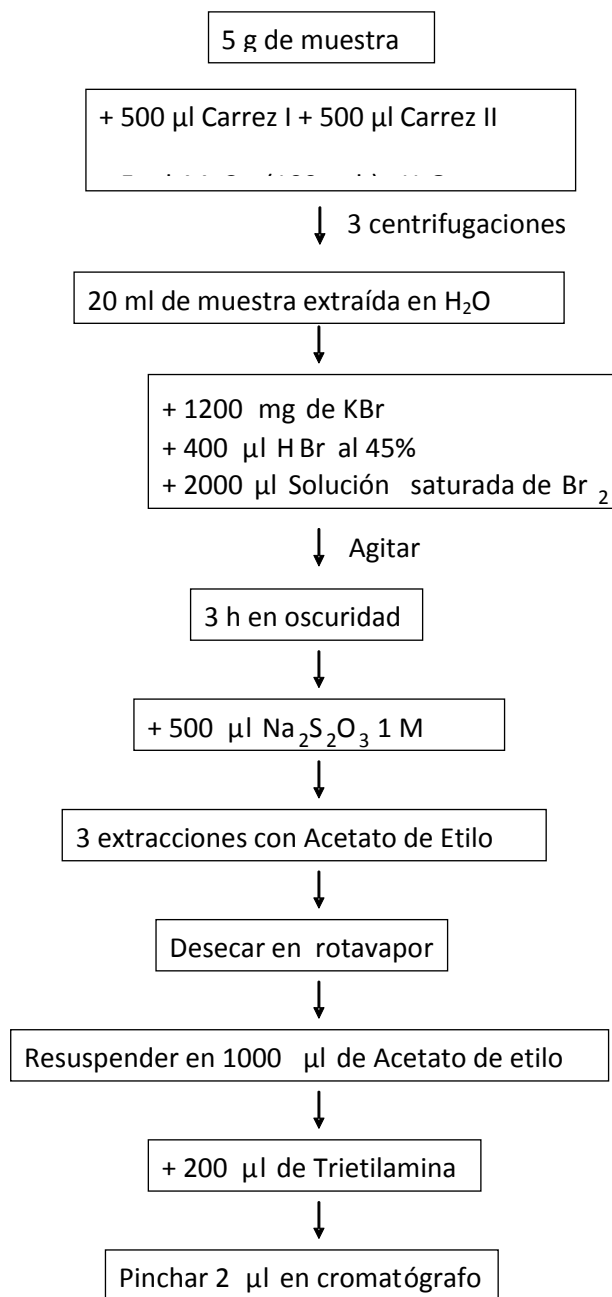 5 g de muestra
+ 500 µl Carrez I + 500 µl Carrez II
3 centrifugaciones
20 ml de muestra extraída en H₂O
+ 1200 mg de KBr
+ 400 µl HBr al 45%
+ 2000 µl Solución saturada de Br₂
Agitar
3 h en oscuridad
+ 500 µl Na₂S₂O₃ 1 M
3 extracciones con Acetato de Etilo
Desecar en rotavapor
Resuspender en 1000 µl de Acetato de etilo
+ 200 µl de Trietilamina
Pinchar 2 µl en cromatógrafo